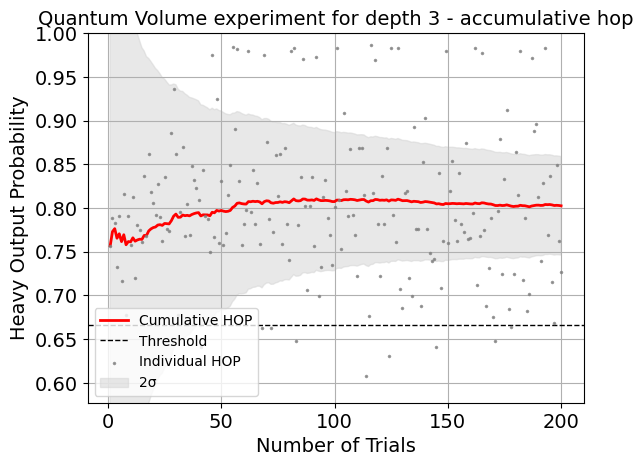 Quantum Volume experiment for depth 3 - accumulative hop
Heavy Output Probability
1.00
0.95
0.90
0.85
0.80
0.75
0.70
0.65
0.60
Cumulative HOP
Threshold
Individual HOP
2σ
0
50
100
150
200
Number of Trials